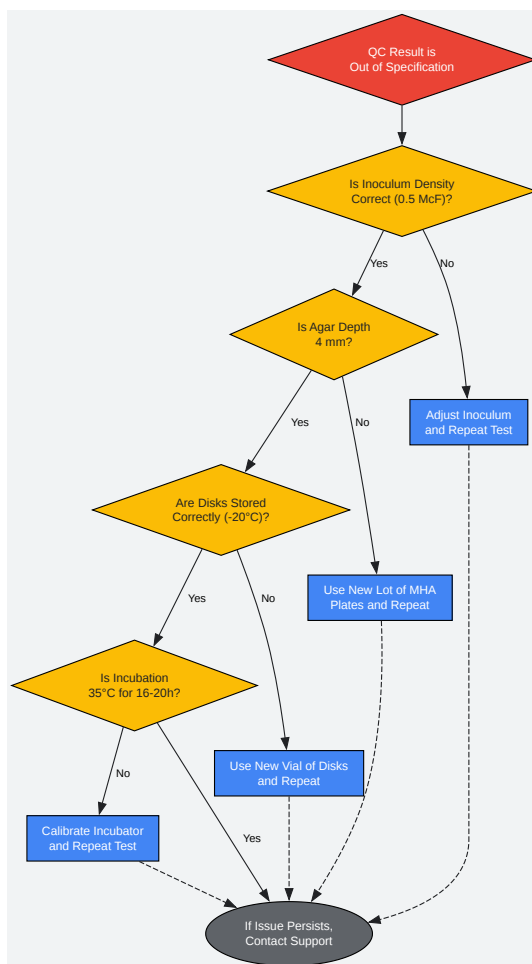 QC Result is
Out of Specification
Is Inoculum Density
Correct (0.5 McF)?
Yes
No
Is Agar Depth
4 mm?
Adjust Inoculum
and Repeat Test
Yes
No
Are Disks Stored
Correctly (-20°C)?
Use New Lot of MHA
Plates and Repeat
Yes
No
Is Incubation
35°C for 16-20h?
Use New Vial of Disks
and Repeat
No
Calibrate Incubator
and Repeat Test
Yes
If Issue Persists,
Contact Support